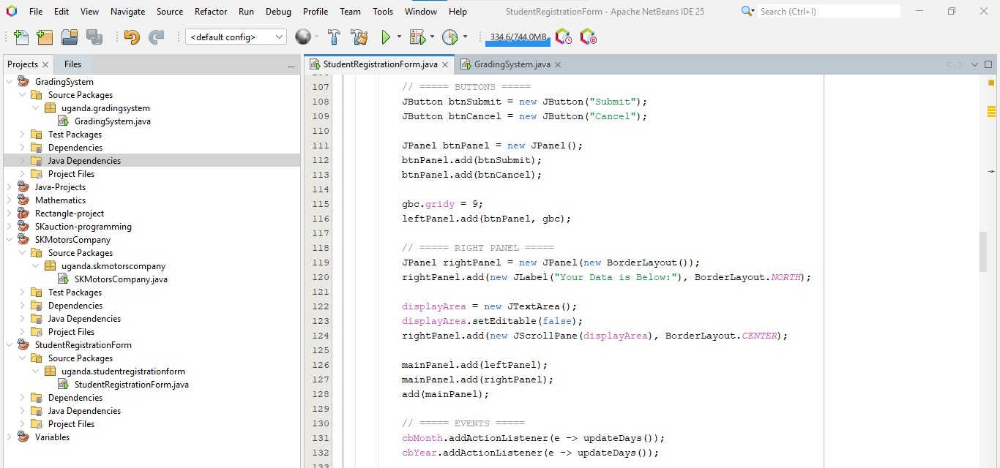 File Edit View Navigate Source Refactor Run Debug Profile Team Tools Window Help StudentRegistrationForm - Apache NetBeans IDE 25 Search (Ctrl+I)
<default config> 334.6/744.0MB
Projects Files
GradingSystem
Source Packages
uganda.gradingsystem
GradingSystem.java
Test Packages
Dependencies
Java Dependencies
Project Files
Java-Projects
Mathematics
Rectangle-project
SKauction-programming
SKMotorsCompany
Source Packages
uganda.skmotorscompany
SKMotorsCompany.java
Test Packages
Dependencies
Java Dependencies
Project Files
StudentRegistrationForm
Source Packages
uganda.studentregistrationform
StudentRegistrationForm.java
Dependencies
Java Dependencies
Project Files
Variables
StudentRegistrationForm.java GradingSystem.java
107 // ===== BUTTONS =====
108 JButton btnSubmit = new JButton("Submit");
109 JButton btnCancel = new JButton("Cancel");
110
111 JPanel btnPanel = new JPanel();
112 btnPanel.add(btnSubmit);
113 btnPanel.add(btnCancel);
114
115 gbc.gridy = 9;
116 leftPanel.add(btnPanel, gbc);
117
118 // ===== RIGHT PANEL =====
119 JPanel rightPanel = new JPanel(new BorderLayout());
120 rightPanel.add(new JLabel("Your Data is Below:"), BorderLayout.NORTH);
121
122 displayArea = new JTextArea();
123 displayArea.setEditable(false);
124 rightPanel.add(new JScrollPane(displayArea), BorderLayout.CENTER);
125
126 mainPanel.add(leftPanel);
127 mainPanel.add(rightPanel);
128 add(mainPanel);
129
130 // ===== EVENTS =====
131 cbMonth.addActionListener(e -> updateDays());
132 cbYear.addActionListener(e -> updateDays());